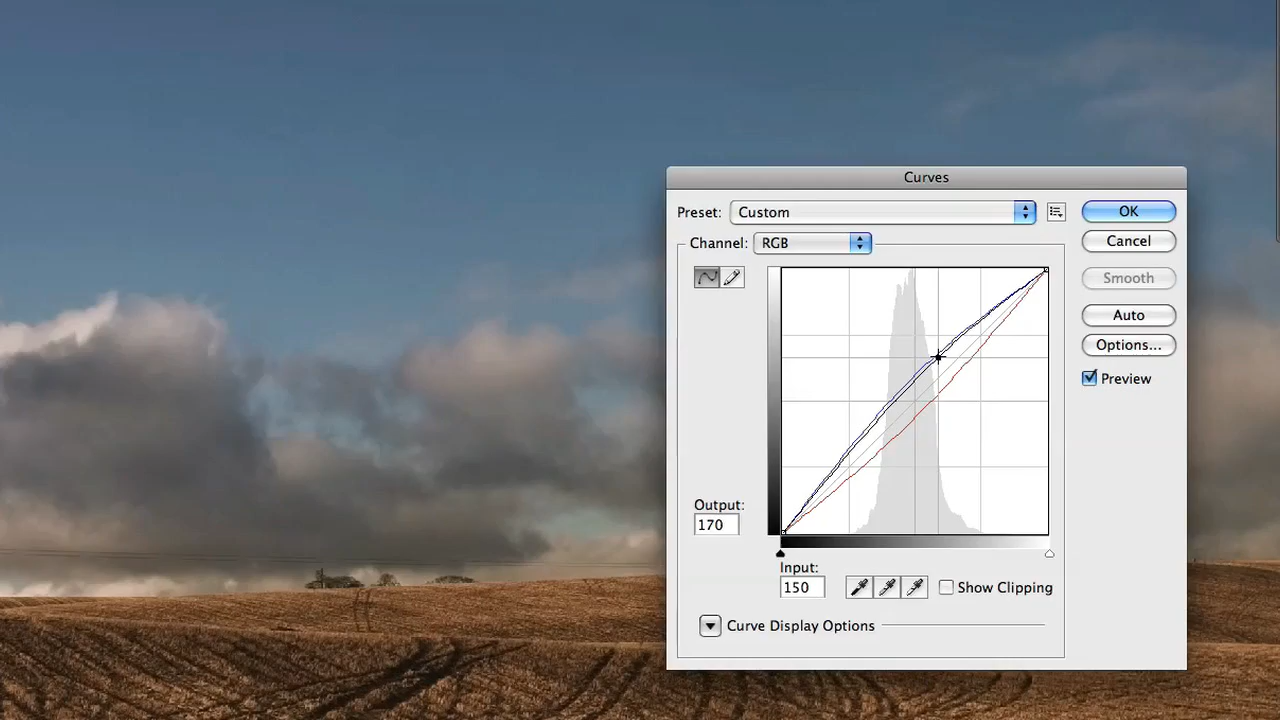 Curves
Preset: Custom
OK
Channel: RGB
Cancel
Smooth
Auto
Options...
Preview
Output:
170
Input:
150
Show Clipping
Curve Display Options